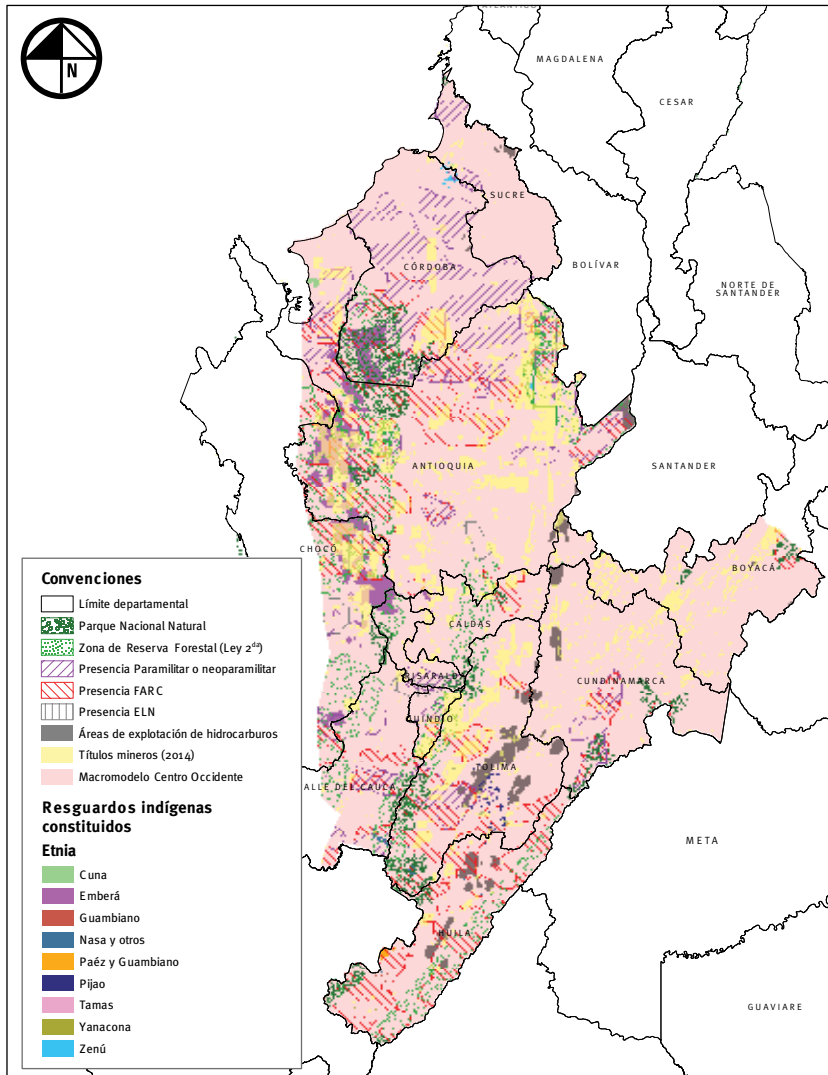 ATLÁNTICO
MAGDALENA
CESAR
N
SUCRE
CÓRDOBA
BOLÍVAR
NORTE DE
SANTANDER
ANTIOQUIA
SANTANDER
CHOCÓ
BOYACÁ
CALDAS
RISARALDA
CUNDINAMARCA
QUINDÍO
TOLIMA
ALLE DEL CAUCA
META
HUILA
GUAVIARE
Convenciones
Límite departamental
Parque Nacional Natural
Zona de Reserva Forestal (Ley 2ᵈᵃ)
Presencia Paramilitar o neoparamilitar
Presencia FARC
Presencia ELN
Áreas de explotación de hidrocarburos
Títulos mineros (2014)
Macromodelo Centro Occidente
Resguardos indígenas
constituidos
Etnia
Cuna
Emberá
Guambiano
Nasa y otros
Paéz y Guambiano
Pijao
Tamas
Yanacona
Zenú